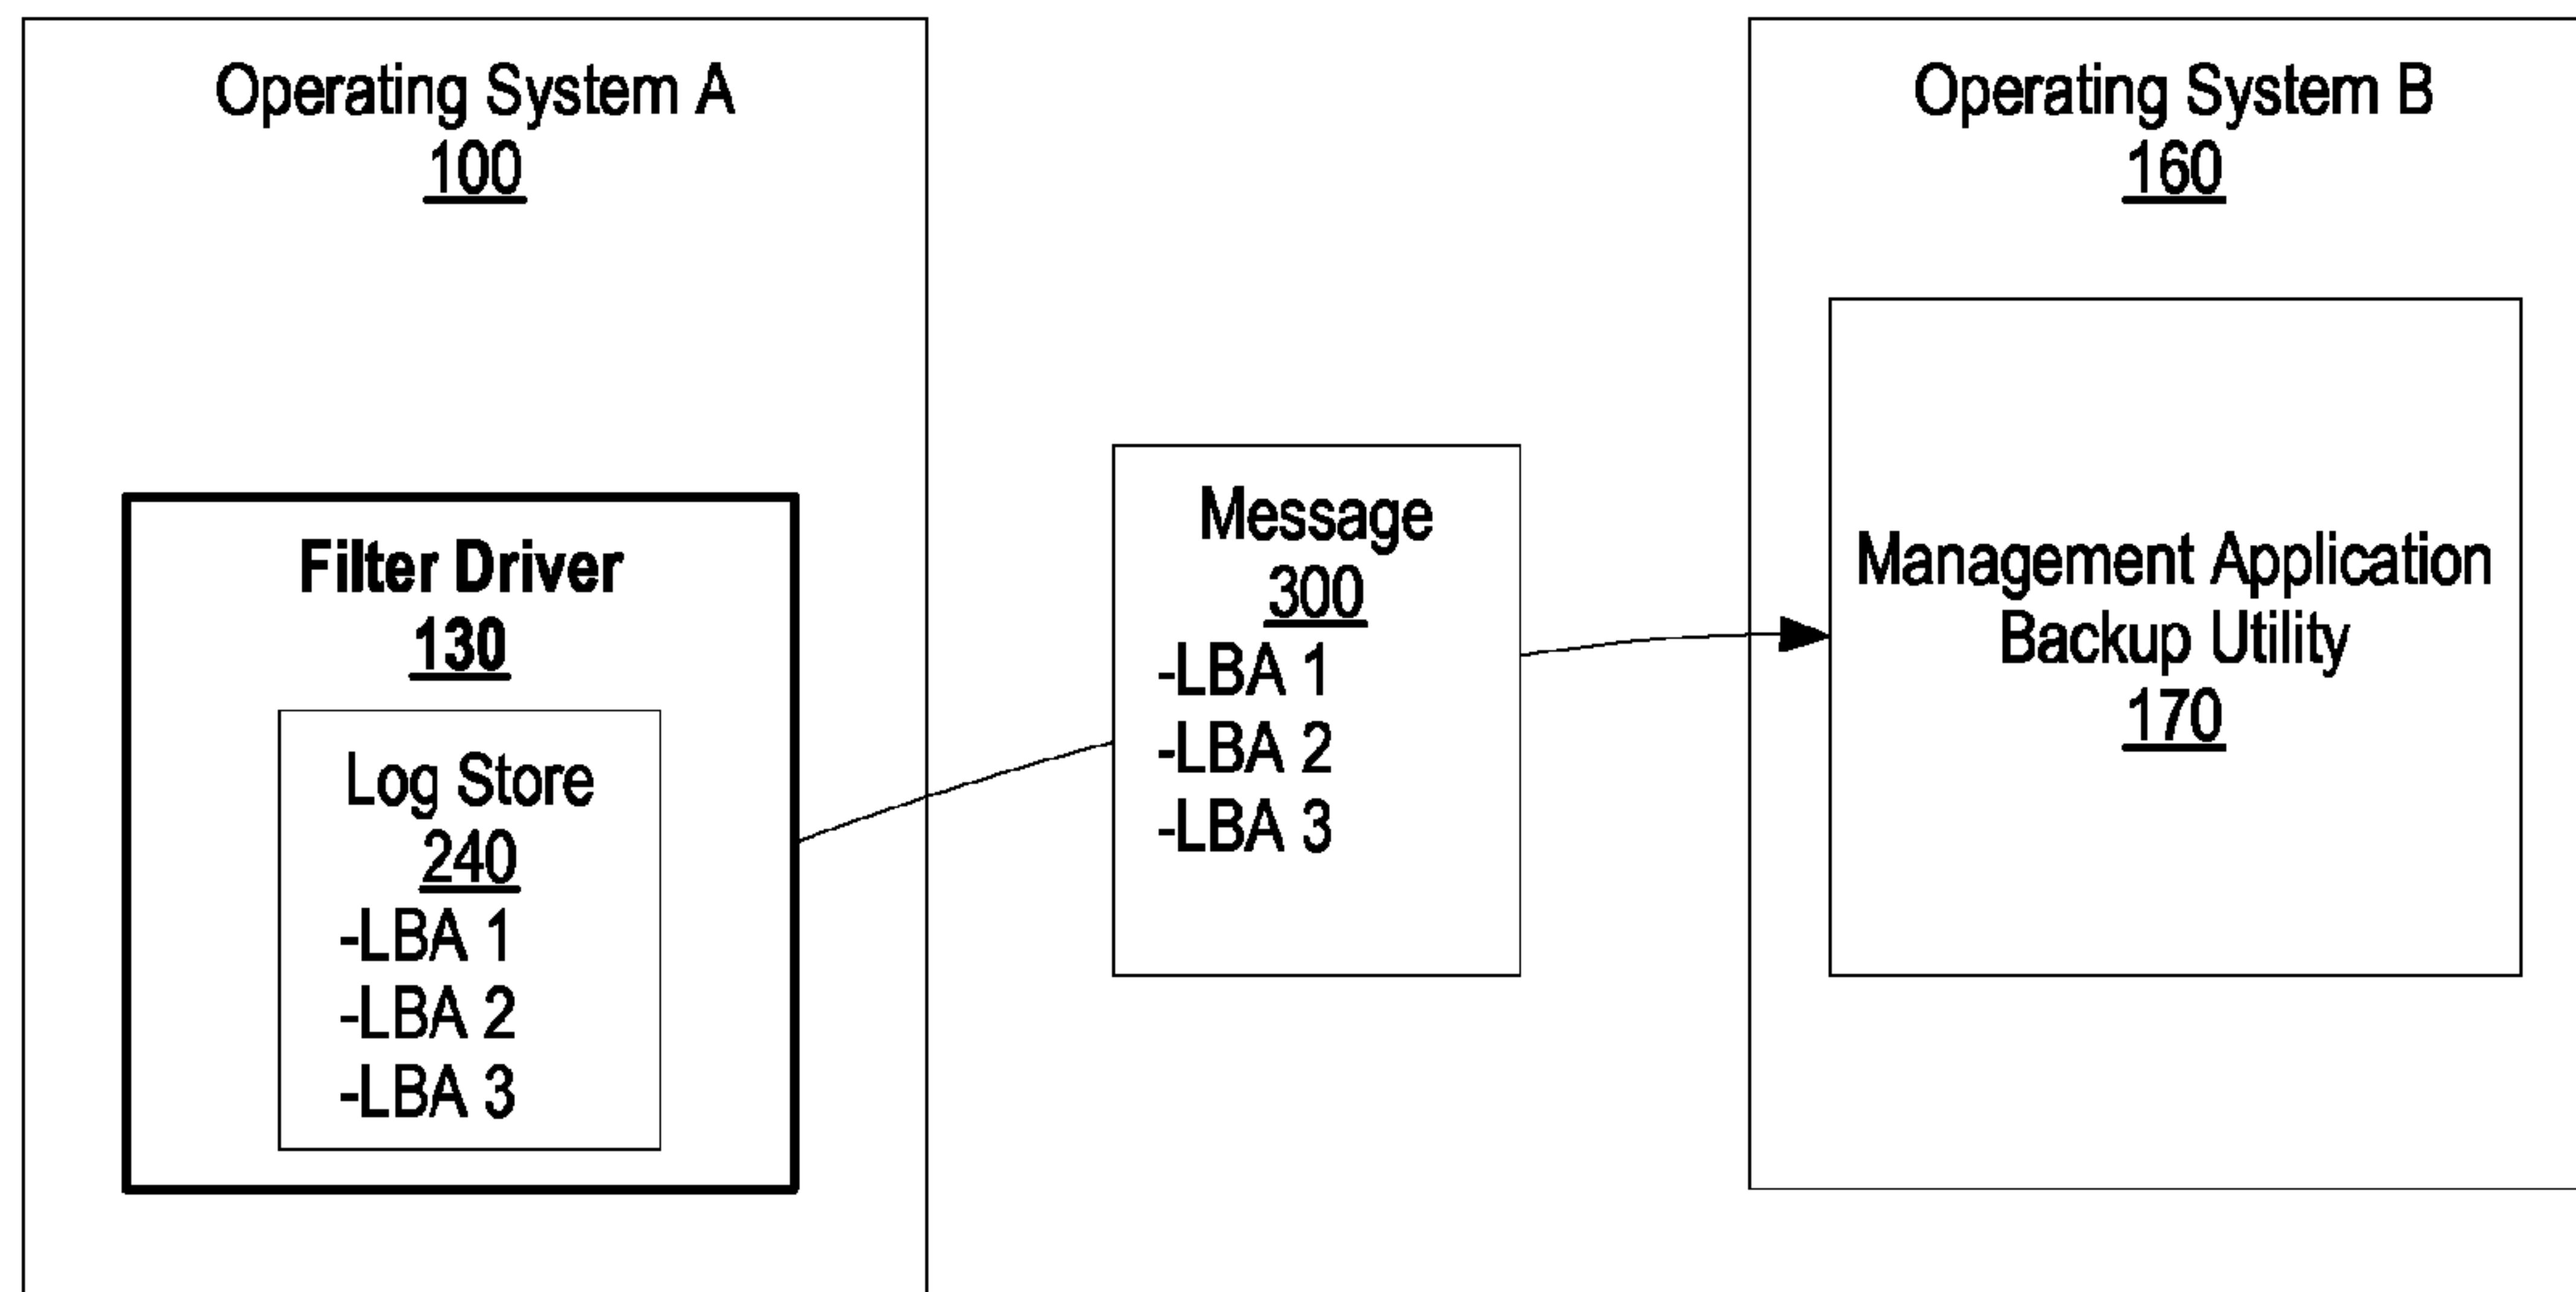 Operating System A
100
Filter Driver
130
Log Store
240
-LBA 1
-LBA 2
-LBA 3
Message
300
-LBA 1
-LBA 2
-LBA 3
Operating System B
160
Management Application
Backup Utility
170